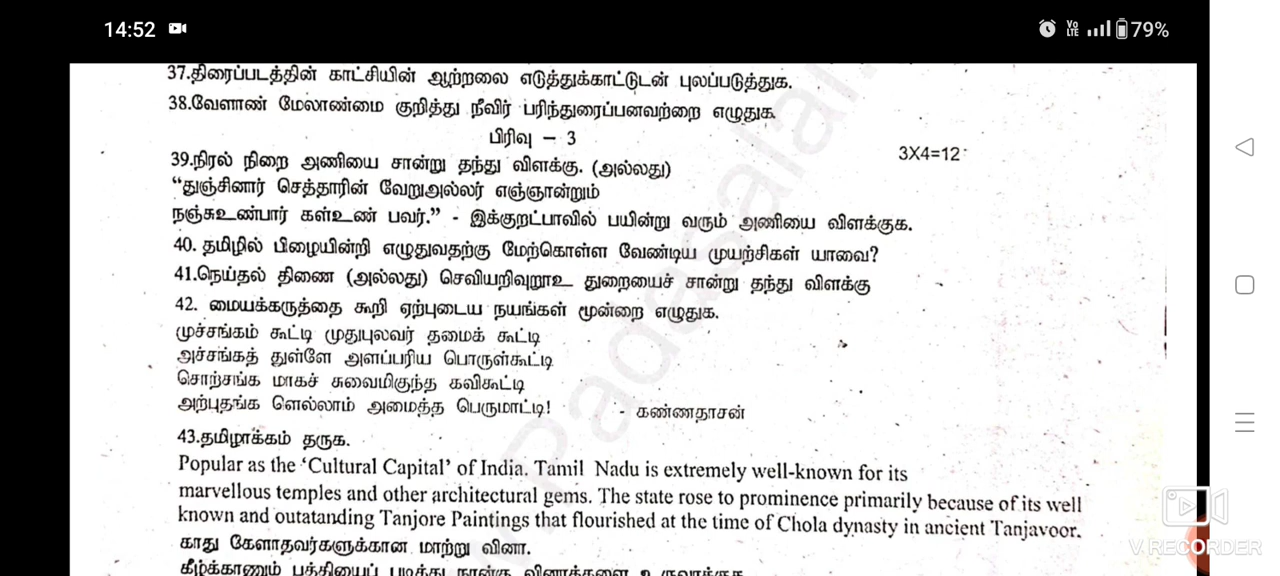 14:52
Vo LTE 79%
37.திரைப்படத்தின் காட்சியின் ஆற்றலை எடுத்துக்காட்டுடன் புலப்படுத்துக.
38.வேளாண் மேலாண்மை குறித்து நீவிர் பரிந்துரைப்பனவற்றை எழுதுக.
பிரிவு – 3
3X4=12
39.நிரல் நிறை அணியை சான்று தந்து விளக்கு. (அல்லது)
“துஞ்சினார் செத்தாரின் வேறுஅல்லர் எஞ்ஞான்றும்
நஞ்சுஉண்பார் கள்உண் பவர்.” - இக்குறட்பாவில் பயின்று வரும் அணியை விளக்குக.
40. தமிழில் பிழையின்றி எழுதுவதற்கு மேற்கொள்ள வேண்டிய முயற்சிகள் யாவை?
41.நெய்தல் திணை (அல்லது) செவியறிவுறூஉ துறையைச் சான்று தந்து விளக்கு
42. மையக்கருத்தை கூறி ஏற்புடைய நயங்கள் மூன்றை எழுதுக.
முச்சங்கம் கூட்டி முதுபுலவர் தமைக் கூட்டி
அச்சங்கத் துள்ளே அளப்பரிய பொருள்கூட்டி
சொற்சங்க மாகச் சுவைமிகுந்த கவிகூட்டி
அற்புதங்க ளெல்லாம் அமைத்த பெருமாட்டி! - கண்ணதாசன்
43.தமிழாக்கம் தருக.
Popular as the ‘Cultural Capital’ of India. Tamil Nadu is extremely well-known for its
marvellous temples and other architectural gems. The state rose to prominence primarily because of its well
known and outatanding Tanjore Paintings that flourished at the time of Chola dynasty in ancient Tanjavoor.
காது கேளாதவர்களுக்கான மாற்று வினா.
கீழ்க்காணும் பத்தியைப் படித்து நான்கு வினாக்களை உருவாக்குக
V.RECORDER